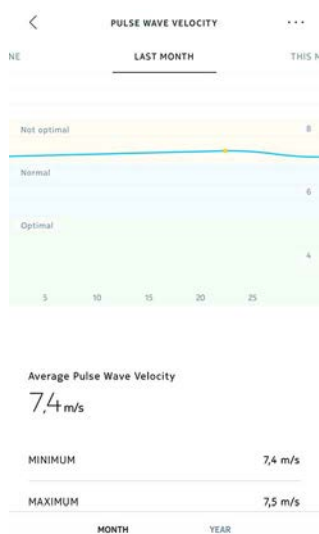 PULSE WAVE VELOCITY
NE LAST MONTH THIS M
Not optimal 8
Normal
6
Optimal
4
5 10 15 20 25
Average Pulse Wave Velocity
7,4 m/s
MINIMUM 7,4 m/s
MAXIMUM 7,5 m/s
MONTH YEAR